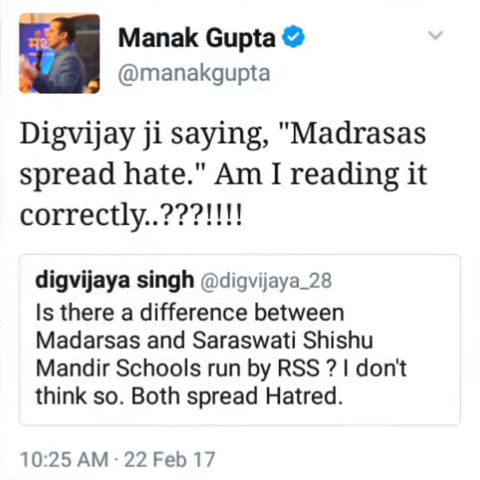 Manak Gupta
@manakgupta
Digvijay ji saying, "Madrasas
spread hate." Am I reading it
correctly..???!!!!
digvijaya singh @digvijaya_28
Is there a difference between
Madarsas and Saraswati Shishu
Mandir Schools run by RSS ? I don't
think so. Both spread Hatred.
10:25 AM · 22 Feb 17